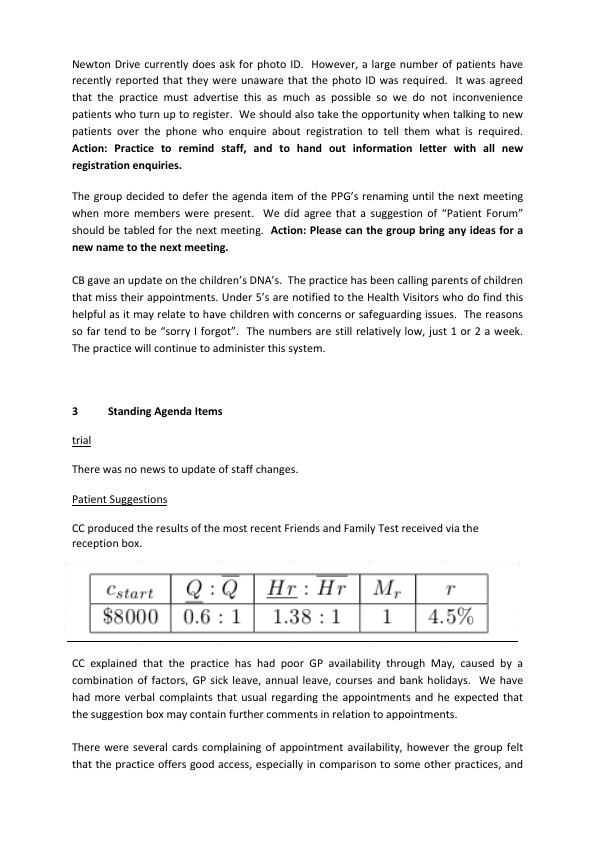 Newton Drive currently does ask for photo ID. However, a large number of patients have
recently reported that they were unaware that the photo ID was required. It was agreed
that the practice must advertise this as much as possible so we do not inconvenience
patients who turn up to register. We should also take the opportunity when talking to new
patients over the phone who enquire about registration to tell them what is required.
Action: Practice to remind staff, and to hand out information letter with all new
registration enquiries.
The group decided to defer the agenda item of the PPG's renaming until the next meeting
when more members were present. We did agree that a suggestion of "Patient Forum"
should be tabled for the next meeting. Action: Please can the group bring any ideas for a
new name to the next meeting.
CB gave an update on the children's DNA's. The practice has been calling parents of children
that miss their appointments. Under 5's are notified to the Health Visitors who do find this
helpful as it may relate to have children with concerns or safeguarding issues. The reasons
so far tend to be "sorry I forgot". The numbers are still relatively low, just 1 or 2 a week.
The practice will continue to administer this system.
3 Standing Agenda Items
trial
There was no news to update of staff changes.
Patient Suggestions
CC produced the results of the most recent Friends and Family Test received via the
reception box.
c_start Q̲ : Q̅ H̲r̲ : H̅r̅ M_r r
$8000 0.6 : 1 1.38 : 1 1 4.5%
CC explained that the practice has had poor GP availability through May, caused by a
combination of factors, GP sick leave, annual leave, courses and bank holidays. We have
had more verbal complaints that usual regarding the appointments and he expected that
the suggestion box may contain further comments in relation to appointments.
There were several cards complaining of appointment availability, however the group felt
that the practice offers good access, especially in comparison to some other practices, and